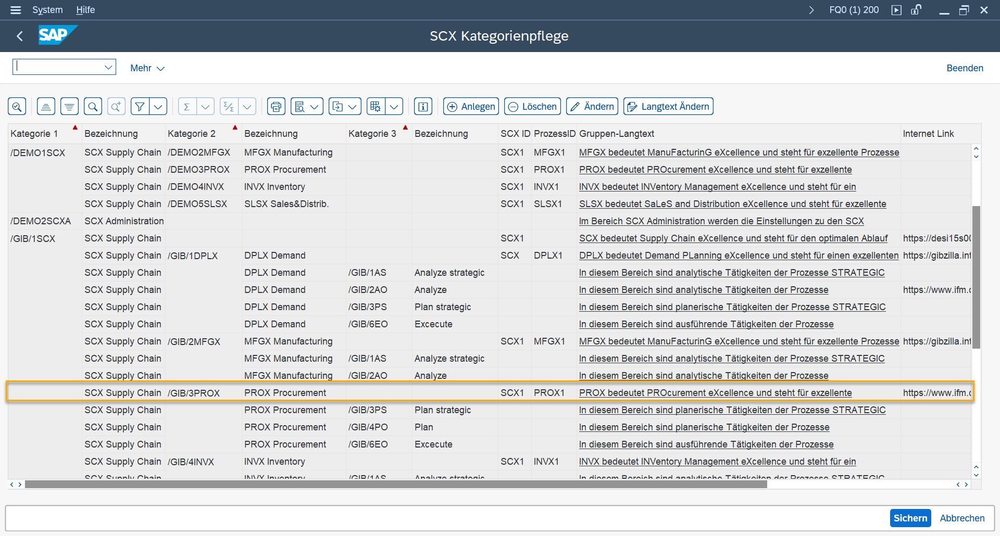 System Hilfe FQ0 (1) 200
SAP SCX Kategorienpflege
Mehr Beenden
Anlegen Löschen Ändern Langtext Ändern
Kategorie 1 Bezeichnung Kategorie 2 Bezeichnung Kategorie 3 Bezeichnung SCX ID ProzessID Gruppen-Langtext Internet Link
/DEMO1SCX SCX Supply Chain /DEMO2MFGX MFGX Manufacturing SCX1 MFGX1 MFGX bedeutet ManuFacturinG eXcellence und steht für exzellente Prozesse
SCX Supply Chain /DEMO3PROX PROX Procurement SCX1 PROX1 PROX bedeutet PROcurement eXcellence und steht für exzellente
SCX Supply Chain /DEMO4INVX INVX Inventory SCX1 INVX1 INVX bedeutet INVentory Management eXcellence und steht für ein
SCX Supply Chain /DEMO5SLSX SLSX Sales&Distrib. SCX1 SLSX1 SLSX bedeutet SaLeS and Distribution eXcellence und steht für exzellente
/DEMO2SCXA SCX Administration Im Bereich SCX Administration werden die Einstellungen zu den SCX
/GIB/1SCX SCX Supply Chain SCX1 SCX bedeutet Supply Chain eXcellence und steht für den optimalen Ablauf https://desi15s00
SCX Supply Chain /GIB/1DPLX DPLX Demand SCX DPLX1 DPLX bedeutet Demand PLanning eXcellence und steht für einen exzellenten https://gibzilla.int
SCX Supply Chain DPLX Demand /GIB/1AS Analyze strategic In diesem Bereich sind analytische Tätigkeiten der Prozesse STRATEGIC
SCX Supply Chain DPLX Demand /GIB/2AO Analyze In diesem Bereich sind analytische Tätigkeiten der Prozesse https://www.ifm.c
SCX Supply Chain DPLX Demand /GIB/3PS Plan strategic In diesem Bereich sind planerische Tätigkeiten der Prozesse STRATEGIC
SCX Supply Chain DPLX Demand /GIB/6EO Excecute In diesem Bereich sind ausführende Tätigkeiten der Prozesse
SCX Supply Chain /GIB/2MFGX MFGX Manufacturing SCX1 MFGX1 MFGX bedeutet ManuFacturinG eXcellence und steht für exzellente Prozesse https://gibzilla.int
SCX Supply Chain MFGX Manufacturing /GIB/1AS Analyze strategic In diesem Bereich sind analytische Tätigkeiten der Prozesse STRATEGIC
SCX Supply Chain MFGX Manufacturing /GIB/2AO Analyze In diesem Bereich sind analytische Tätigkeiten der Prozesse
SCX Supply Chain /GIB/3PROX PROX Procurement SCX1 PROX1 PROX bedeutet PROcurement eXcellence und steht für exzellente https://www.ifm.c
SCX Supply Chain PROX Procurement /GIB/3PS Plan strategic In diesem Bereich sind planerische Tätigkeiten der Prozesse STRATEGIC
SCX Supply Chain PROX Procurement /GIB/4PO Plan In diesem Bereich sind planerische Tätigkeiten der Prozesse
SCX Supply Chain PROX Procurement /GIB/6EO Excecute In diesem Bereich sind ausführende Tätigkeiten der Prozesse
SCX Supply Chain /GIB/4INVX INVX Inventory SCX1 INVX1 INVX bedeutet INVentory Management eXcellence und steht für ein
SCX Supply Chain INVX Inventory /GIB/1AS Analyze strategic In diesem Bereich sind analytische Tätigkeiten der Prozesse STRATEGIC
Sichern Abbrechen